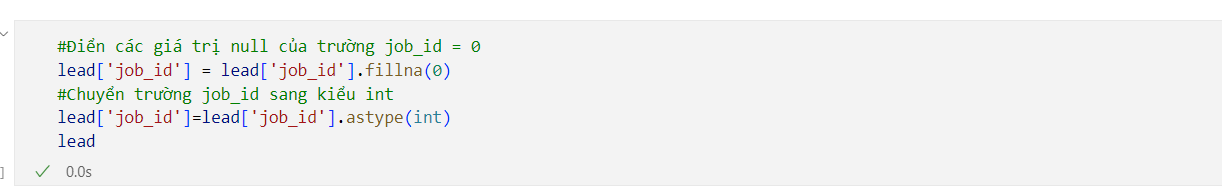 #Điển các giá trị null của trường job_id = 0
lead['job_id'] = lead['job_id'].fillna(0)
#Chuyển trường job_id sang kiểu int
lead['job_id']=lead['job_id'].astype(int)
lead
] ✓ 0.0s